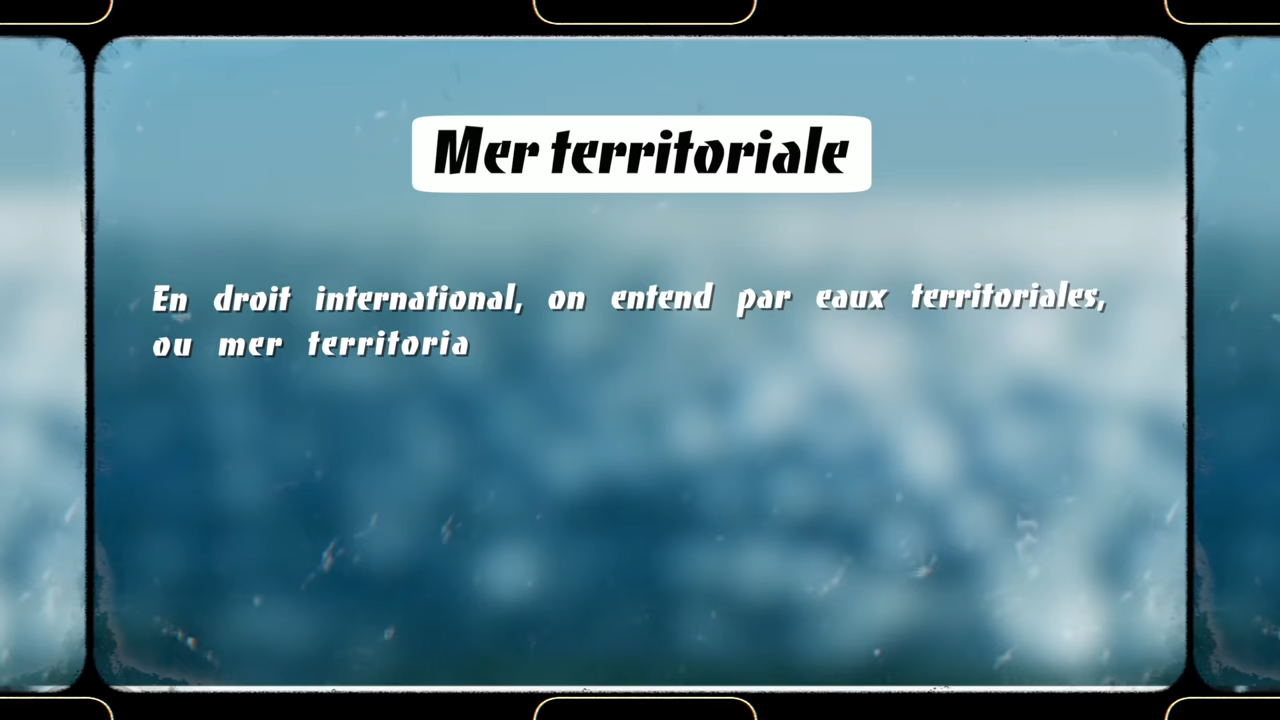 Mer territoriale
En droit international, on entend par eaux territoriales,
ou mer territoria